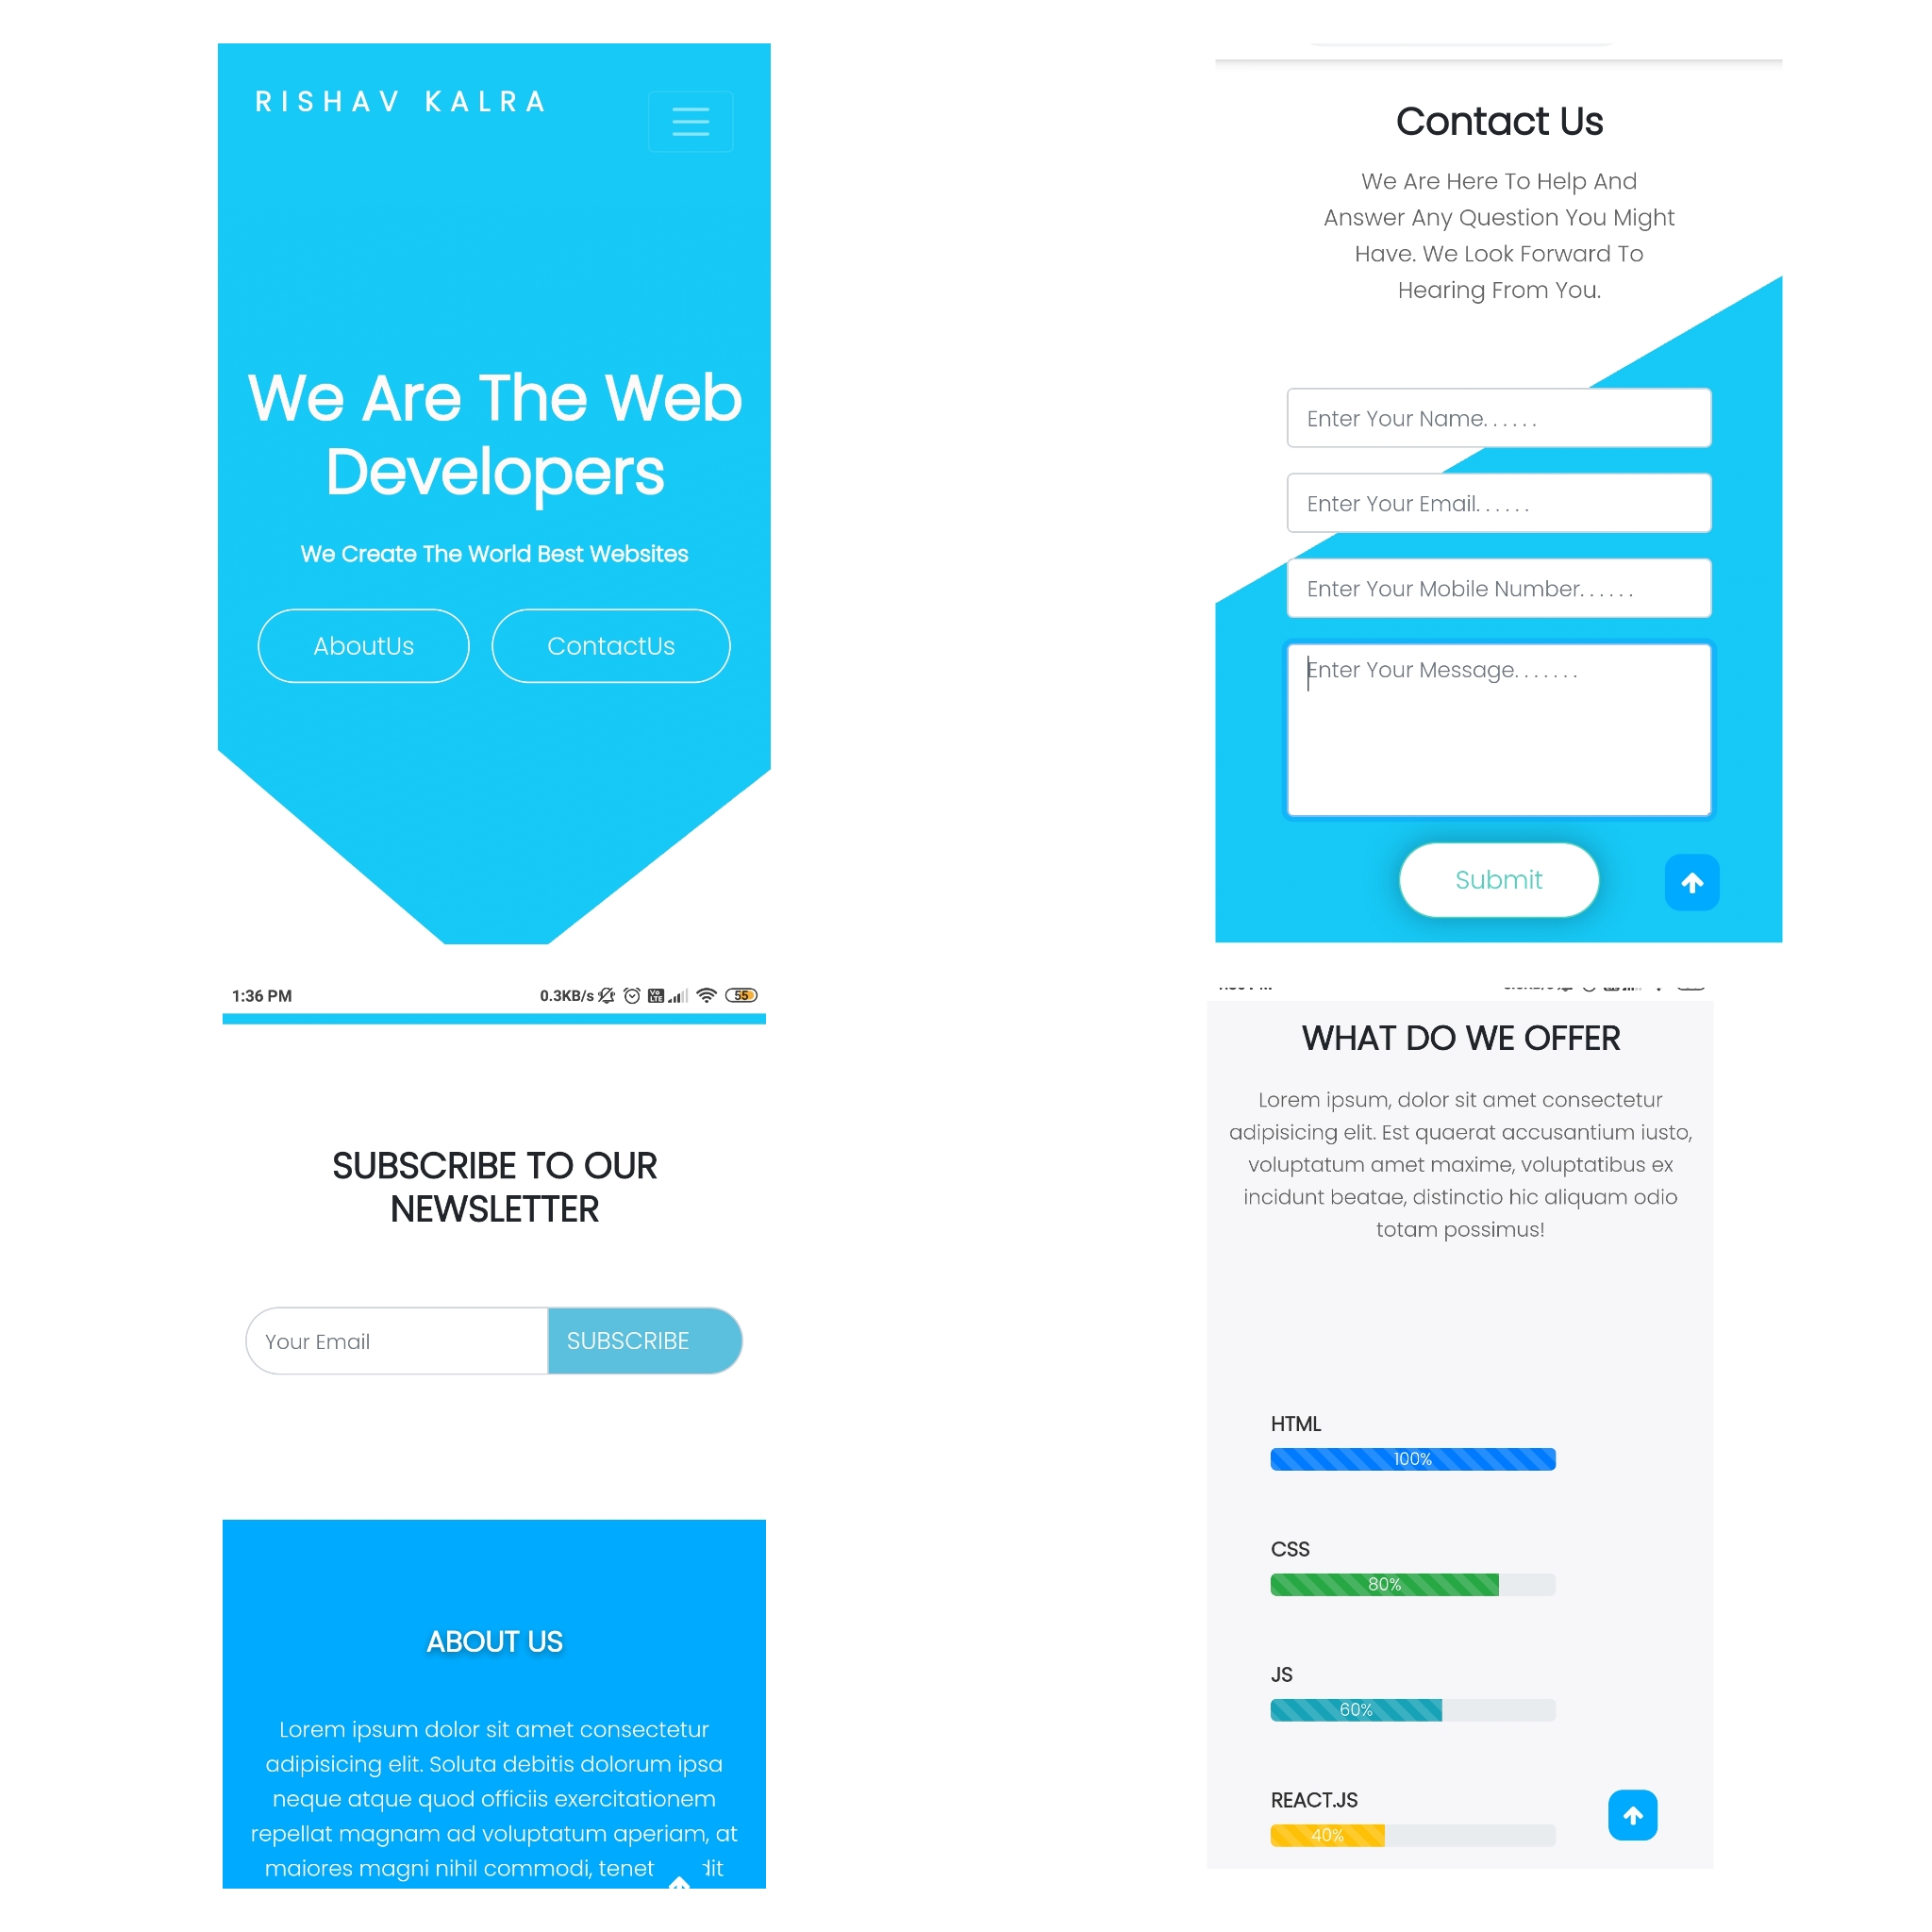 RISHAV KALRA
We Are The Web
Developers
We Create The World Best Websites
AboutUs
ContactUs
Contact Us
We Are Here To Help And
Answer Any Question You Might
Have. We Look Forward To
Hearing From You.
Enter Your Name. . . . . .
Enter Your Email. . . . . .
Enter Your Mobile Number. . . . . .
Enter Your Message. . . . . . .
Submit
1:36 PM
0.3KB/s
Vo
LTE
55
SUBSCRIBE TO OUR
NEWSLETTER
Your Email
SUBSCRIBE
ABOUT US
Lorem ipsum dolor sit amet consectetur
adipisicing elit. Soluta debitis dolorum ipsa
neque atque quod officiis exercitationem
repellat magnam ad voluptatum aperiam, at
maiores magni nihil commodi, tenet
WHAT DO WE OFFER
Lorem ipsum, dolor sit amet consectetur
adipisicing elit. Est quaerat accusantium iusto,
voluptatum amet maxime, voluptatibus ex
incidunt beatae, distinctio hic aliquam odio
totam possimus!
HTML
100%
CSS
80%
JS
60%
REACT.JS
40%